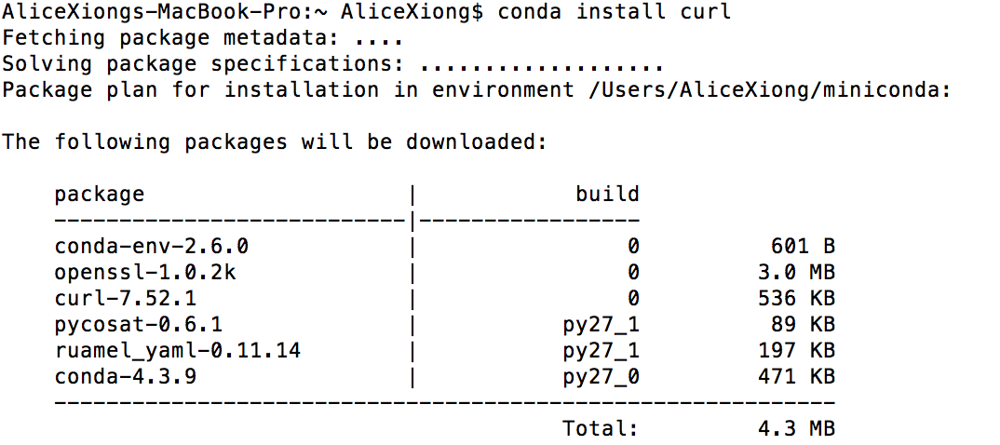 AliceXiongs-MacBook-Pro:~ AliceXiong$ conda install curl
Fetching package metadata: ....
Solving package specifications: ...................
Package plan for installation in environment /Users/AliceXiong/miniconda:

The following packages will be downloaded:

    package                    |            build
    ---------------------------|-----------------
    conda-env-2.6.0            |                0         601 B
    openssl-1.0.2k             |                0        3.0 MB
    curl-7.52.1                |                0        536 KB
    pycosat-0.6.1              |           py27_1         89 KB
    ruamel_yaml-0.11.14        |           py27_1        197 KB
    conda-4.3.9                |           py27_0        471 KB
    ------------------------------------------------------------
                                           Total:        4.3 MB